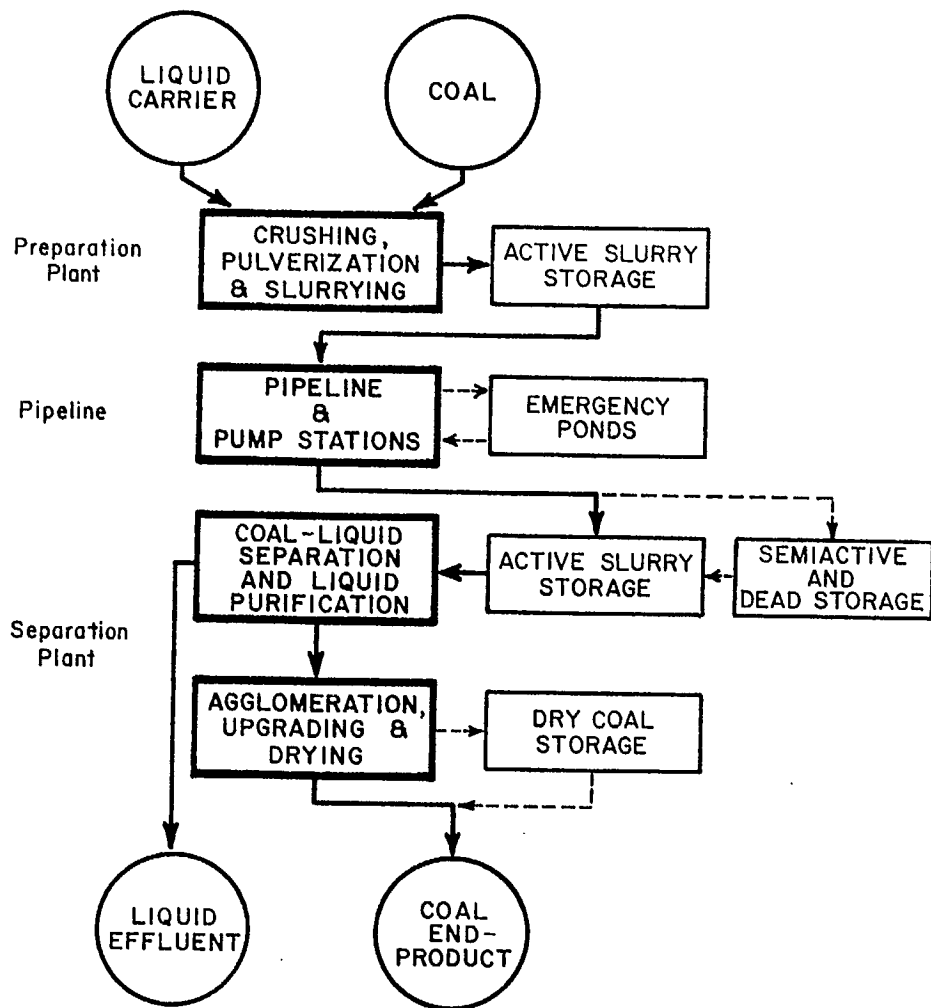 LIQUID
CARRIER
COAL
Preparation
Plant
CRUSHING,
PULVERIZATION
& SLURRYING
ACTIVE SLURRY
STORAGE
Pipeline
PIPELINE
&
PUMP STATIONS
EMERGENCY
PONDS
Separation
Plant
COAL-LIQUID
SEPARATION
AND LIQUID
PURIFICATION
ACTIVE SLURRY
STORAGE
SEMIACTIVE
AND
DEAD STORAGE
AGGLOMERATION,
UPGRADING &
DRYING
DRY COAL
STORAGE
LIQUID
EFFLUENT
COAL
END-
PRODUCT